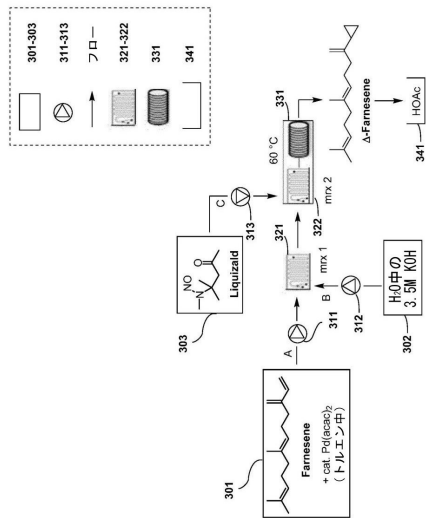 301-303
311-313
フロー
321-322
331
341
303
NO
N
O
Liquizald
C
313
60 °C
331
322
mrx 2
321
mrx 1
A
311
B
312
H₂O中の
3.5M KOH
302
301
Farnesene
+ cat. Pd(acac)₂
(トルエン中)
Δ-Farnesene
HOAc
341